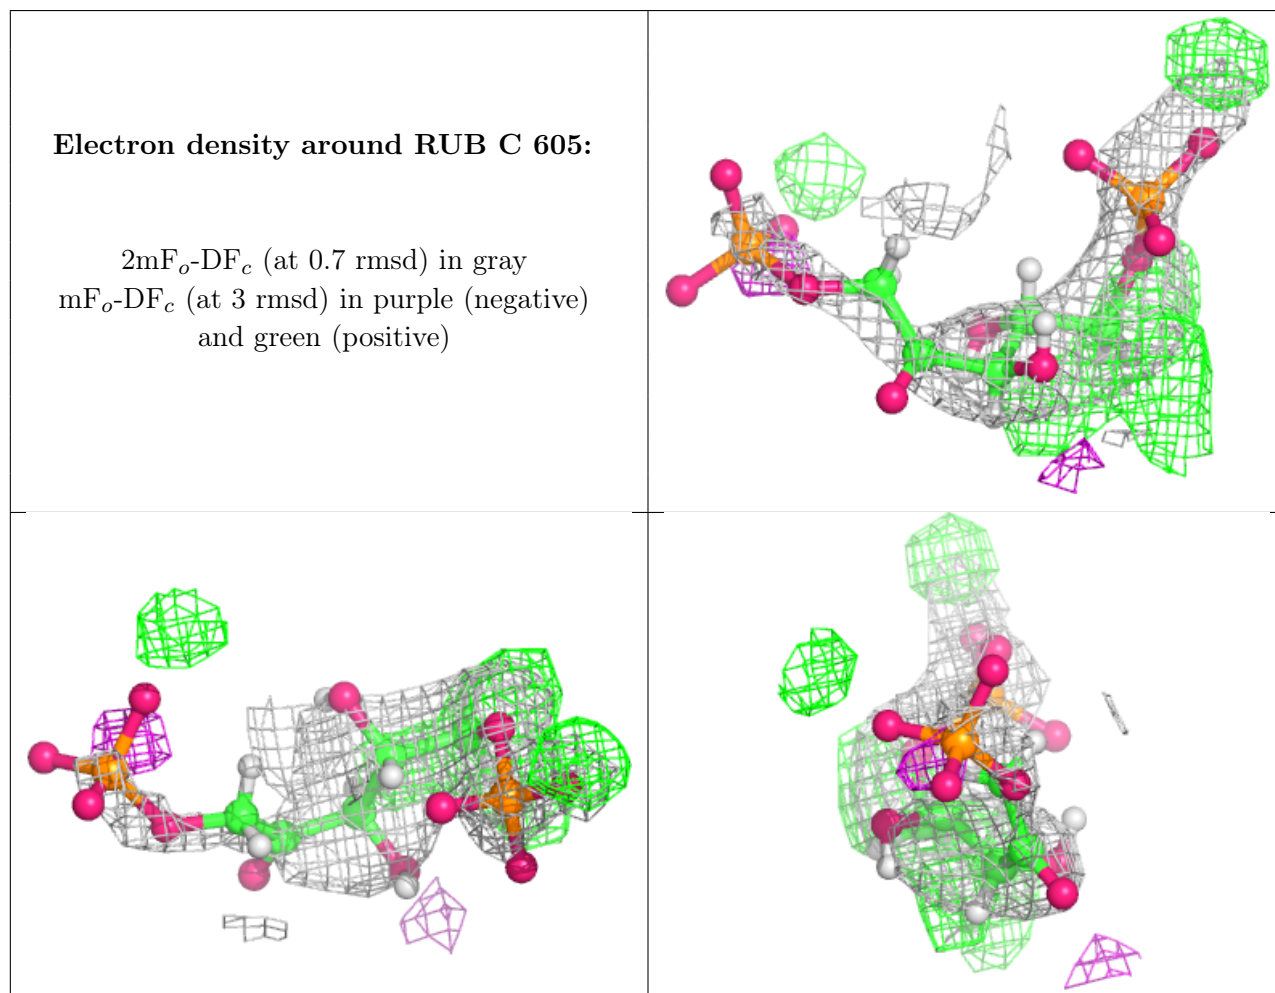 Electron density around RUB C 605:
2mFo-DFc (at 0.7 rmsd) in gray
mFo-DFc (at 3 rmsd) in purple (negative)
and green (positive)